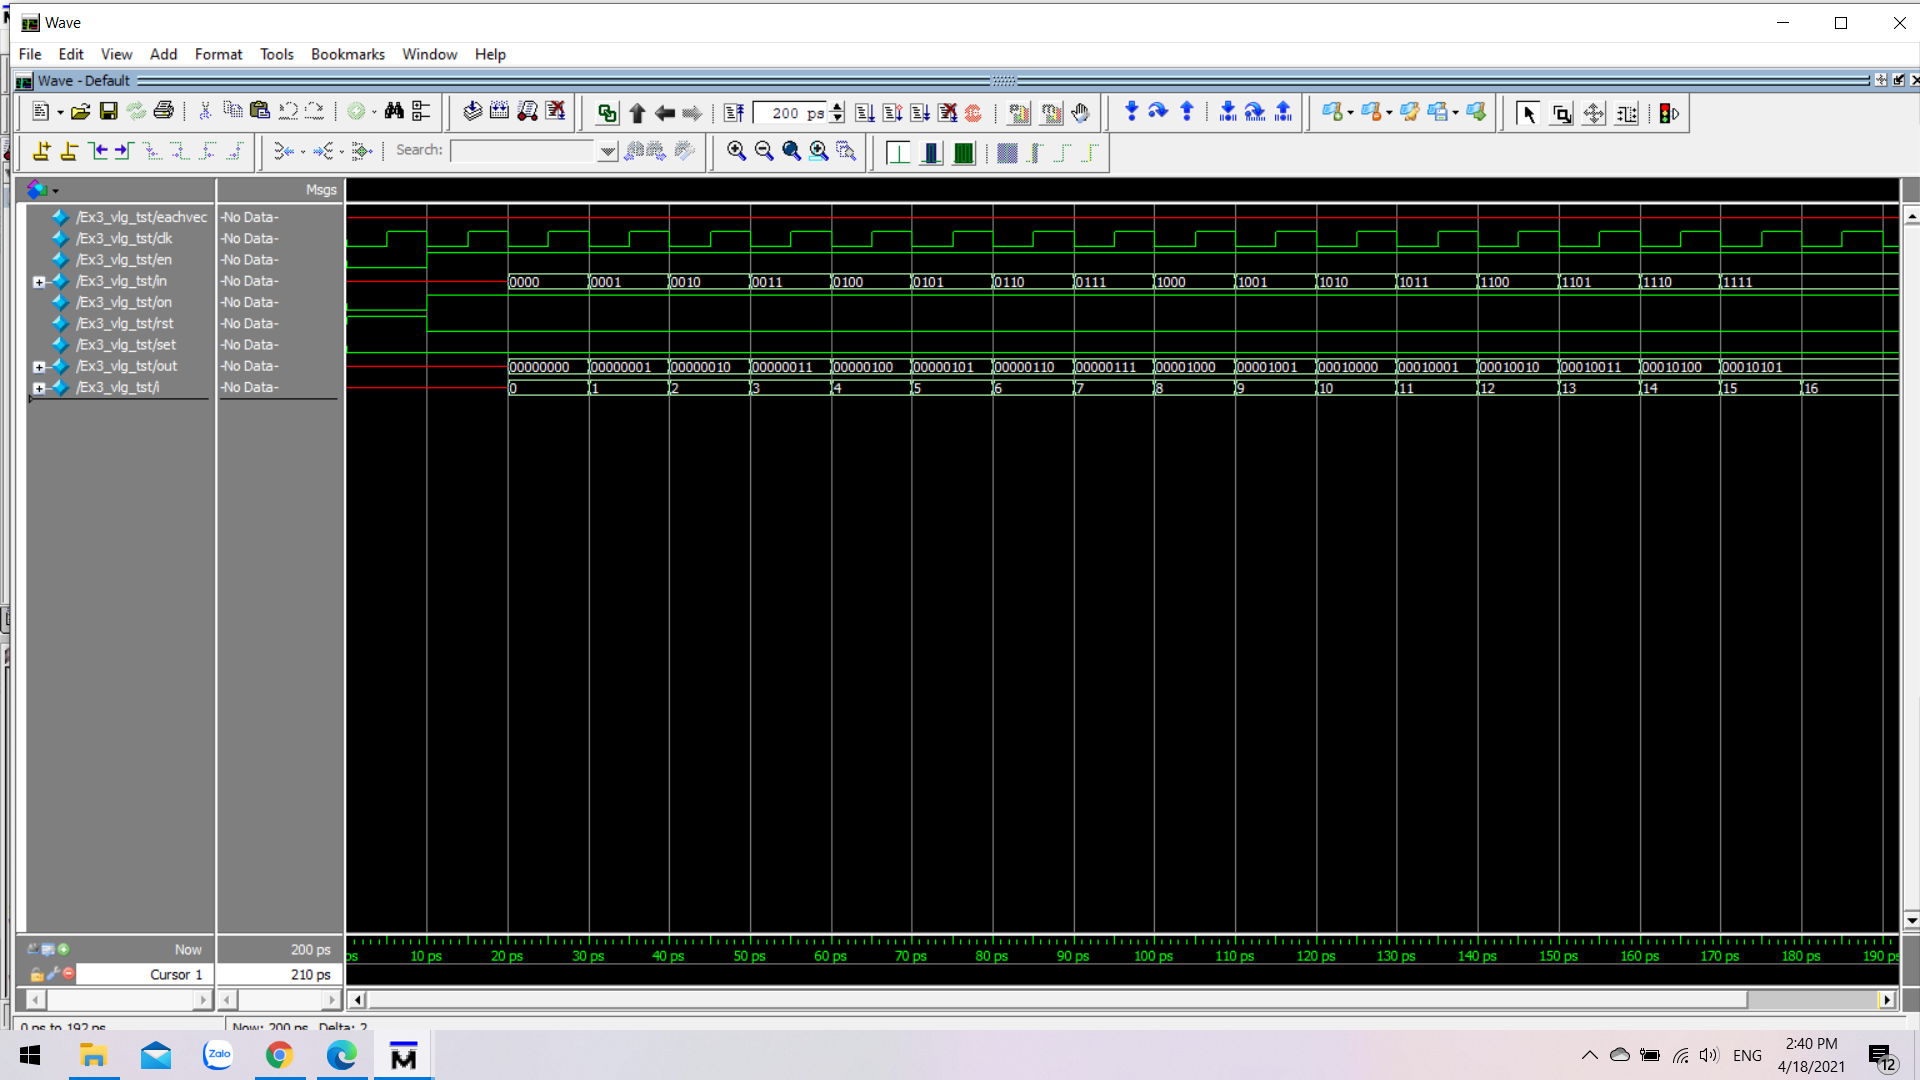 Wave
File Edit View Add Format Tools Bookmarks Window Help
Wave - Default
200 ps
Search:
Msgs
/Ex3_vlg_tst/eachvec -No Data-
/Ex3_vlg_tst/clk -No Data-
/Ex3_vlg_tst/en -No Data-
/Ex3_vlg_tst/in -No Data- 0000 0001 0010 0011 0100 0101 0110 0111 1000 1001 1010 1011 1100 1101 1110 1111
/Ex3_vlg_tst/on -No Data-
/Ex3_vlg_tst/rst -No Data-
/Ex3_vlg_tst/set -No Data-
/Ex3_vlg_tst/out -No Data- 00000000 00000001 00000010 00000011 00000100 00000101 00000110 00000111 00001000 00001001 00010000 00010001 00010010 00010011 00010100 00010101
/Ex3_vlg_tst/i -No Data- 0 1 2 3 4 5 6 7 8 9 10 11 12 13 14 15 16
Now 200 ps
ps 10 ps 20 ps 30 ps 40 ps 50 ps 60 ps 70 ps 80 ps 90 ps 100 ps 110 ps 120 ps 130 ps 140 ps 150 ps 160 ps 170 ps 180 ps 190 ps
Cursor 1 210 ps
0 ps to 192 ps Now: 200 ps Delta: 2
Zalo
M
ENG
2:40 PM
4/18/2021
12